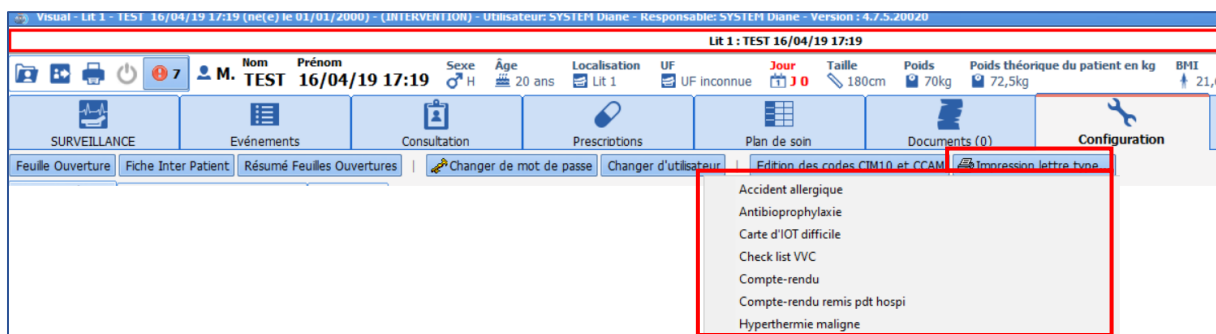 Visual - Lit 1 - TEST 16/04/19 17:19 (ne(e) le 01/01/2000) - (INTERVENTION) - Utilisateur: SYSTEM Diane - Responsable: SYSTEM Diane - Version : 4.7.5.20020
Lit 1 : TEST 16/04/19 17:19
Nom Prénom Sexe Âge Localisation UF Jour Taille Poids Poids théorique du patient en kg BMI
7 M. TEST 16/04/19 17:19 H 20 ans Lit 1 UF inconnue J 0 180cm 70kg 72,5kg 21,
SURVEILLANCE Evénements Consultation Prescriptions Plan de soin Documents (0) Configuration
Feuille Ouverture Fiche Inter Patient Résumé Feuilles Ouvertures | Changer de mot de passe Changer d'utilisateur | Edition des codes CIM10 et CCAM Impression lettre type ...
Accident allergique
Antibioprophylaxie
Carte d'IOT difficile
Check list VVC
Compte-rendu
Compte-rendu remis pdt hospi
Hyperthermie maligne